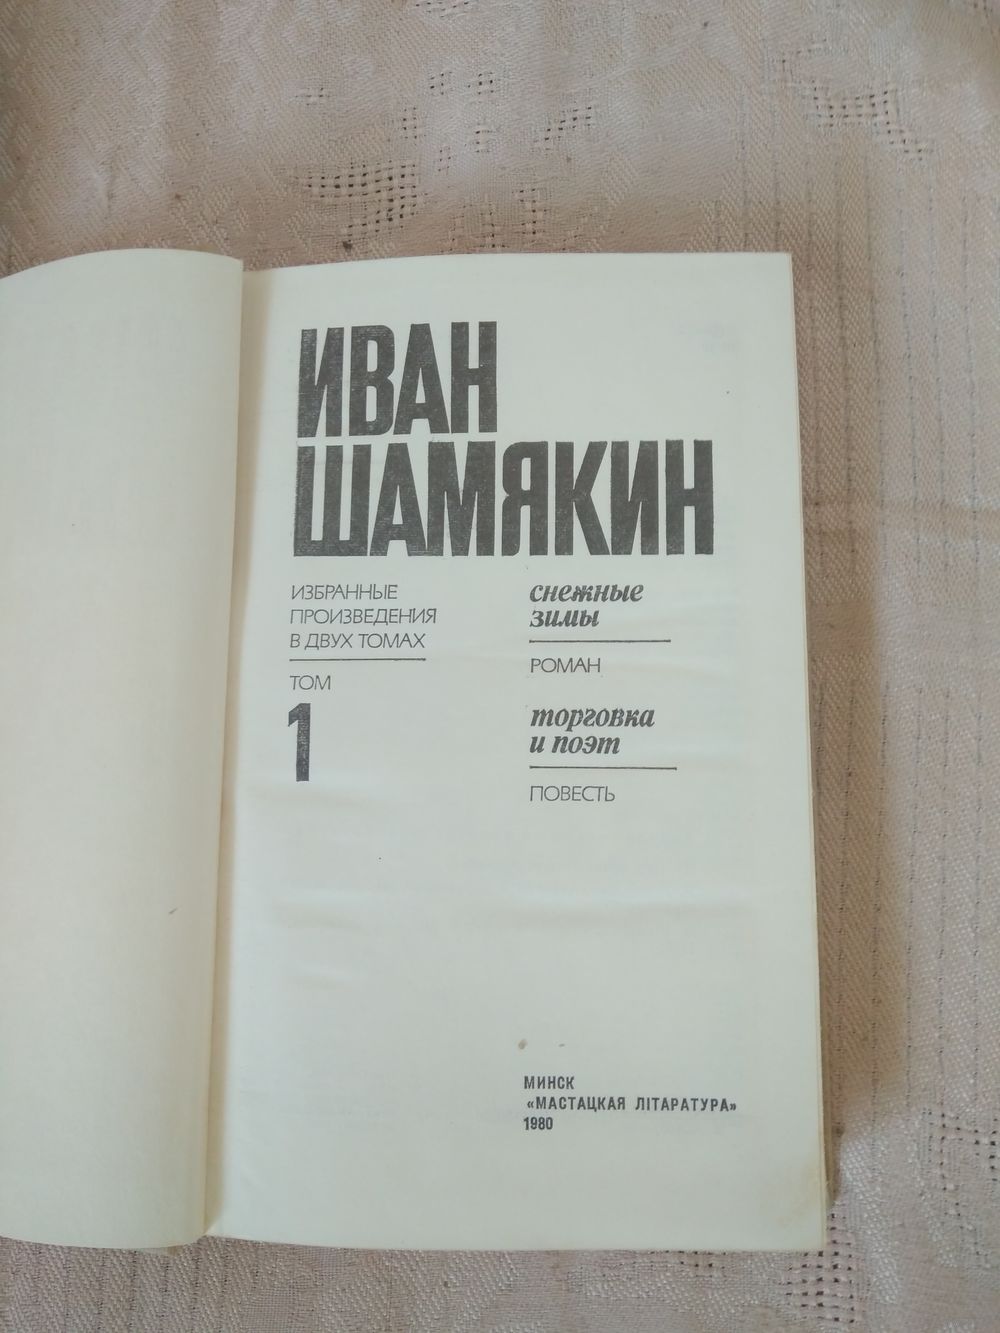 ИВАН
ШАМЯКИН
ИЗБРАННЫЕ
ПРОИЗВЕДЕНИЯ
В ДВУХ ТОМАХ
ТОМ
1
снежные
зимы
РОМАН
торговка
и поэт
ПОВЕСТЬ
МИНСК
«МАСТАЦКАЯ ЛІТАРАТУРА»
1980